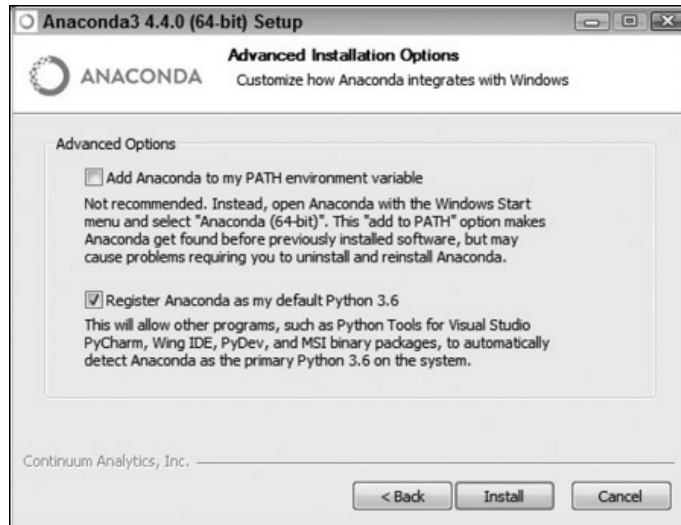 Anaconda3 4.4.0 (64-bit) Setup
ANACONDA
Advanced Installation Options
Customize how Anaconda integrates with Windows
Advanced Options
Add Anaconda to my PATH environment variable
Not recommended. Instead, open Anaconda with the Windows Start
menu and select "Anaconda (64-bit)". This "add to PATH" option makes
Anaconda get found before previously installed software, but may
cause problems requiring you to uninstall and reinstall Anaconda.
Register Anaconda as my default Python 3.6
This will allow other programs, such as Python Tools for Visual Studio
PyCharm, Wing IDE, PyDev, and MSI binary packages, to automatically
detect Anaconda as the primary Python 3.6 on the system.
Continuum Analytics, Inc.
< Back Install Cancel